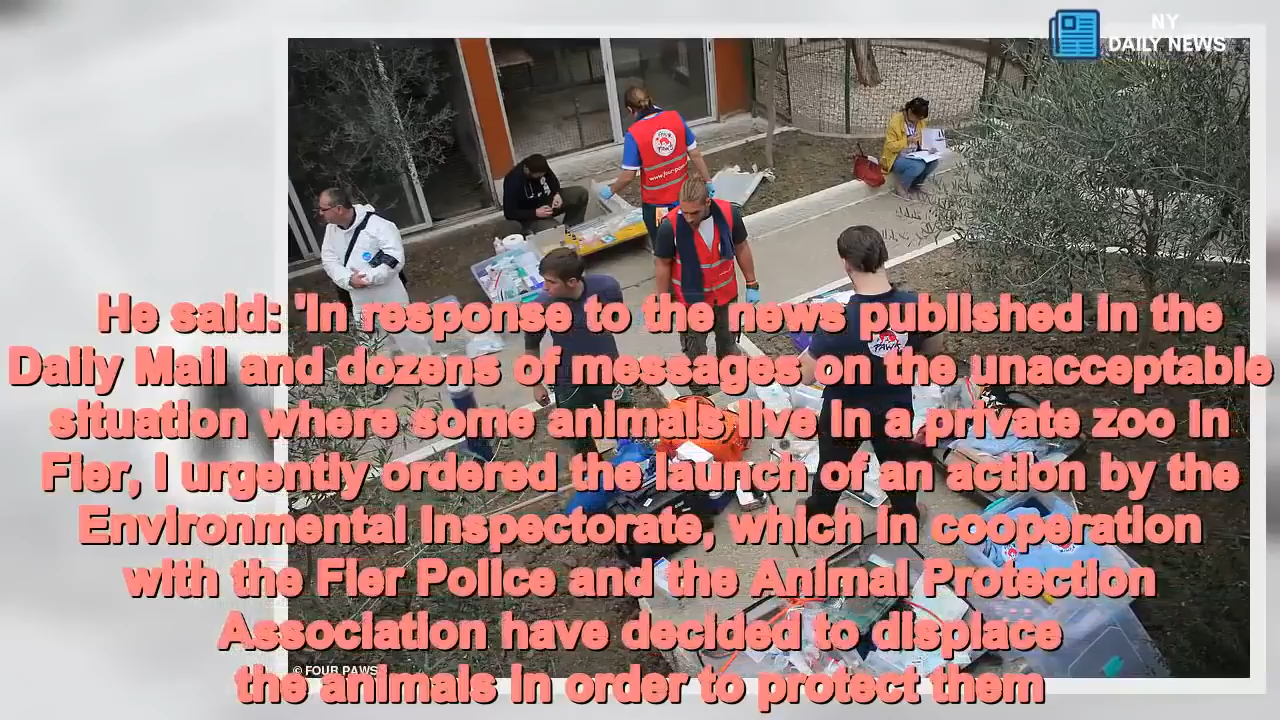 NY
DAILY NEWS
He said: 'In response to the news published in the
Daily Mail and dozens of messages on the unacceptable
situation where some animals live in a private zoo in
Fier, I urgently ordered the launch of an action by the
Environmental Inspectorate, which in cooperation
with the Fier Police and the Animal Protection
Association have decided to displace
© FOUR PAWS
the animals in order to protect them